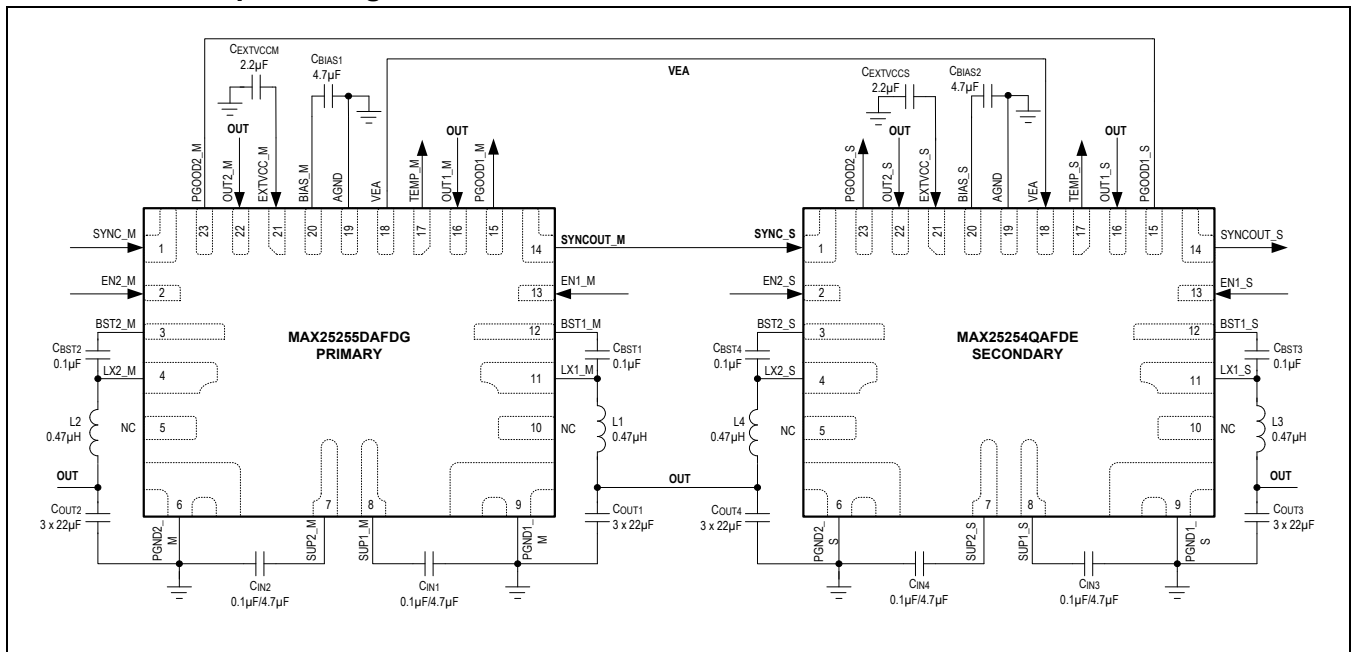 CEXTVCCM
2.2µF
CBIAS1
4.7µF
VEA
CEXTVCCS
2.2µF
CBIAS2
4.7µF
OUT
OUT
OUT
OUT
PGOOD2_M
OUT2_M
EXTVCC_M
BIAS_M
AGND
VEA
TEMP_M
OUT1_M
PGOOD1_M
PGOOD2_S
OUT2_S
EXTVCC_S
BIAS_S
AGND
VEA
TEMP_S
OUT1_S
PGOOD1_S
23 22 21 20 19 18 17 16 15
23 22 21 20 19 18 17 16 15
SYNC_M 1
14 SYNCOUT_M
SYNC_S 1
14 SYNCOUT_S
EN2_M 2
13 EN1_M
EN2_S 2
13 EN1_S
BST2_M 3
12 BST1_M
BST2_S 3
12 BST1_S
MAX25255DAFDG
PRIMARY
MAX25254QAFDE
SECONDARY
CBST2
0.1µF
CBST1
0.1µF
CBST4
0.1µF
CBST3
0.1µF
LX2_M 4
11 LX1_M
LX2_S 4
11 LX1_S
L2
0.47µH
NC 5
10 NC
L1
0.47µH
L4
0.47µH
NC 5
10 NC
L3
0.47µH
OUT
OUT
OUT
6 7 8 9
6 7 8 9
COUT2
3 x 22µF
COUT1
3 x 22µF
COUT4
3 x 22µF
COUT3
3 x 22µF
PGND2_
M
SUP2_M
SUP1_M
PGND1_
M
PGND2_
S
SUP2_S
SUP1_S
PGND1_
S
CIN2
0.1µF/4.7µF
CIN1
0.1µF/4.7µF
CIN4
0.1µF/4.7µF
CIN3
0.1µF/4.7µF